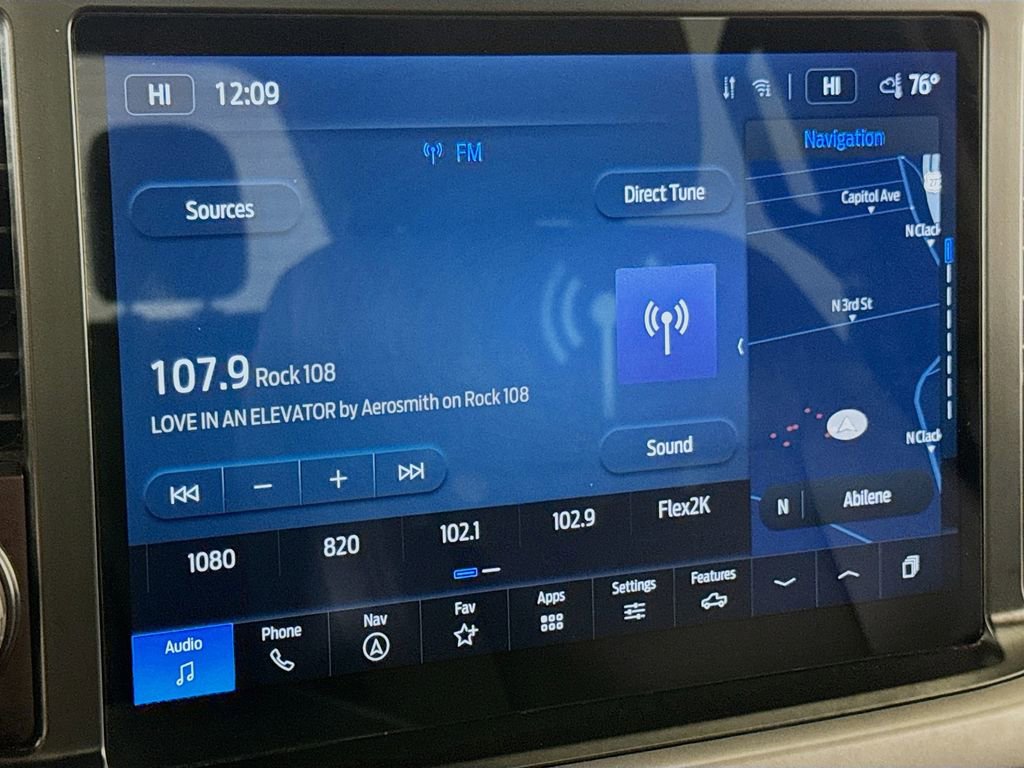 HI 12:09 HI 76°
FM
Navigation
Sources
Direct Tune
Capitol Ave
N Clack
N 3rd St
107.9 Rock 108
LOVE IN AN ELEVATOR by Aerosmith on Rock 108
Sound
N Clack
N Abilene
1080 820 102.1 102.9 Flex2K
Audio Phone Nav Fav Apps Settings Features